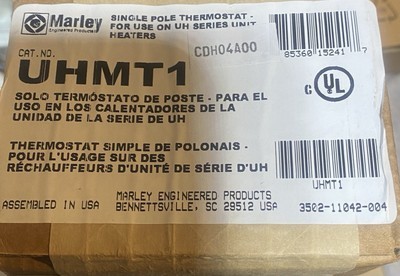 Marley
Engineered Products
SINGLE POLE THERMOSTAT -
FOR USE ON UH SERIES UNIT
HEATERS
CAT. NO.
CDH04A00
85360 15241 7
UHMT1
C UL
SOLO TERMÓSTATO DE POSTE - PARA EL
USO EN LOS CALENTADORES DE LA
UNIDAD DE LA SERIE DE UH
THERMOSTAT SIMPLE DE POLONAIS -
POUR L'USAGE SUR DES
RÉCHAUFFEURS D'UNITÉ DE SÉRIE D'UH
UHMT1
MARLEY ENGINEERED PRODUCTS
ASSEMBLED IN USA
BENNETTSVILLE, SC 29512 USA
3502-11042-004